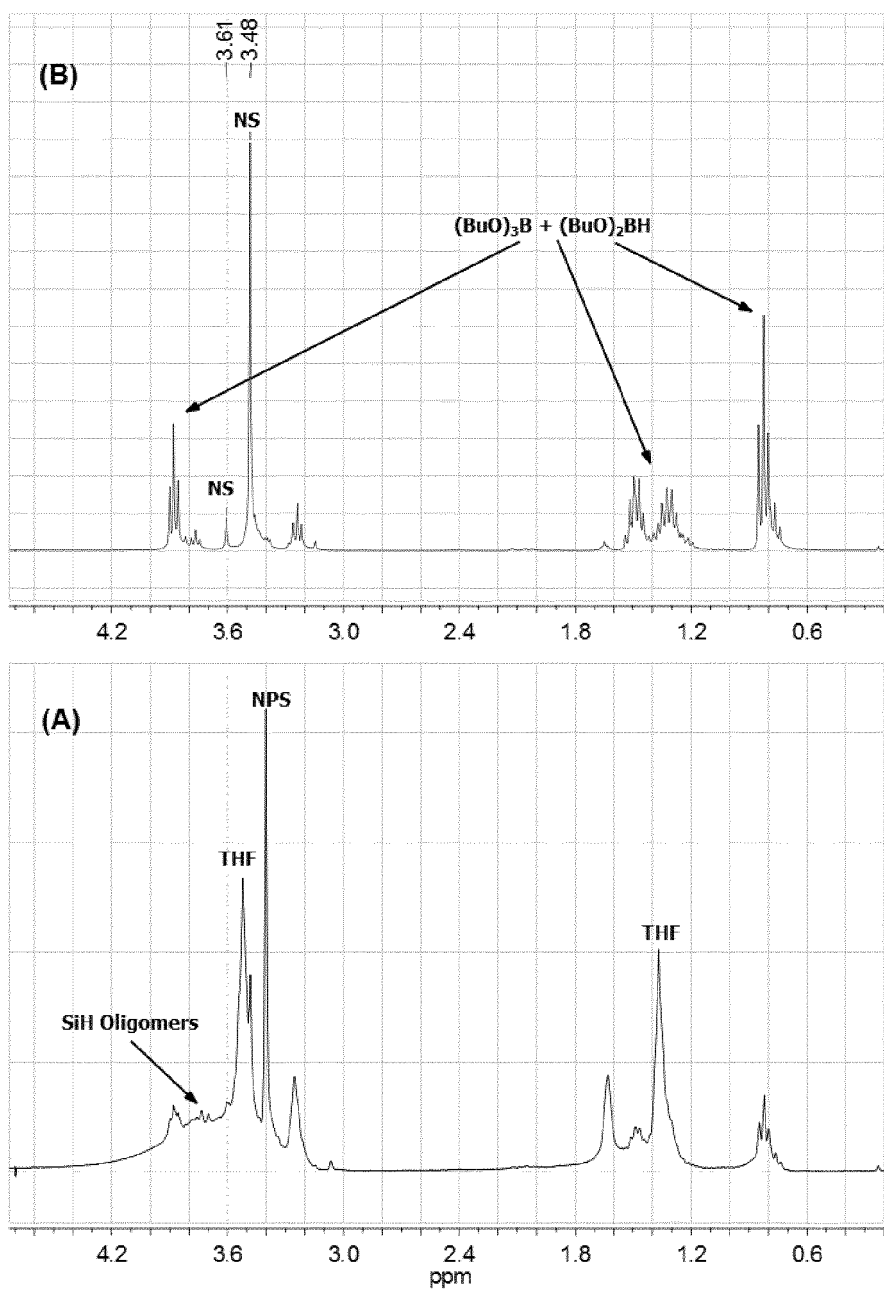 3.61
3.48
(B)
NS
(BuO)₃B + (BuO)₂BH
NS
4.2 3.6 3.0 2.4 1.8 1.2 0.6
(A)
NPS
THF
THF
SiH Oligomers
4.2 3.6 3.0 2.4 1.8 1.2 0.6
ppm